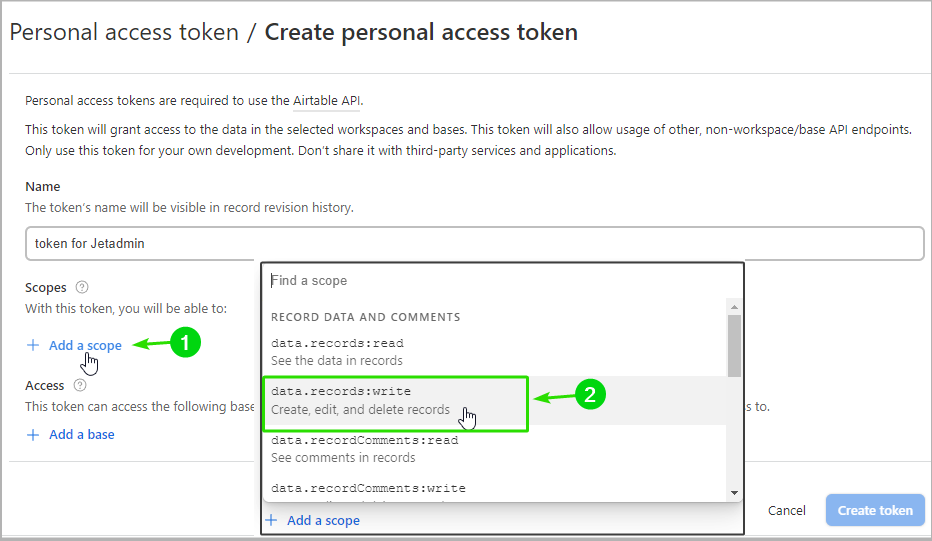 Personal access token / Create personal access token
Personal access tokens are required to use the Airtable API.
This token will grant access to the data in the selected workspaces and bases. This token will also allow usage of other, non-workspace/base API endpoints.
Only use this token for your own development. Don't share it with third-party services and applications.
Name
The token's name will be visible in record revision history.
token for Jetadmin
Scopes ?
With this token, you will be able to:
+ Add a scope
1
Access ?
This token can access the following base
s to.
+ Add a base
Find a scope
RECORD DATA AND COMMENTS
data.records:read
See the data in records
data.records:write
Create, edit, and delete records
2
data.recordComments:read
See comments in records
data.recordComments:write
+ Add a scope
Cancel
Create token